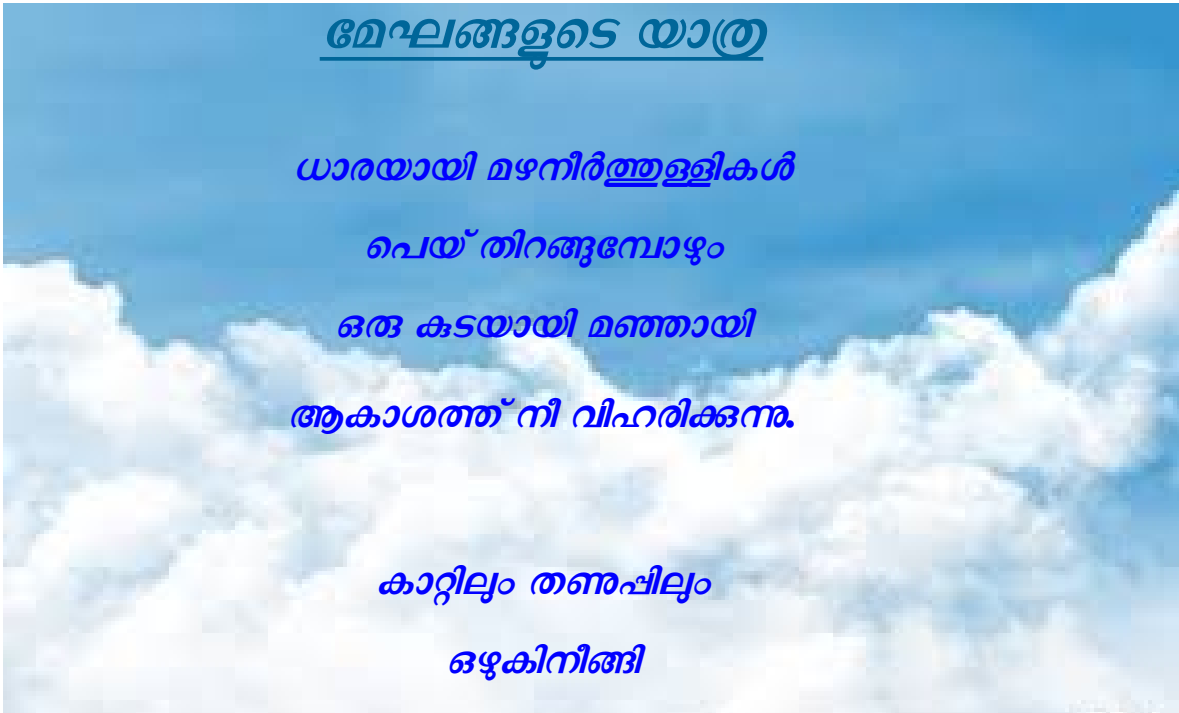 മേഘങ്ങളുടെ യാത്ര
ധാരയായി മഴനീർത്തുള്ളികൾ
പെയ് തിറങ്ങുമ്പോഴും
ഒരു കുടയായി മഞ്ഞായി
ആകാശത്ത് നീ വിഹരിക്കുന്നു.
കാറ്റിലും തണുപ്പിലും
ഒഴുകിനീങ്ങി